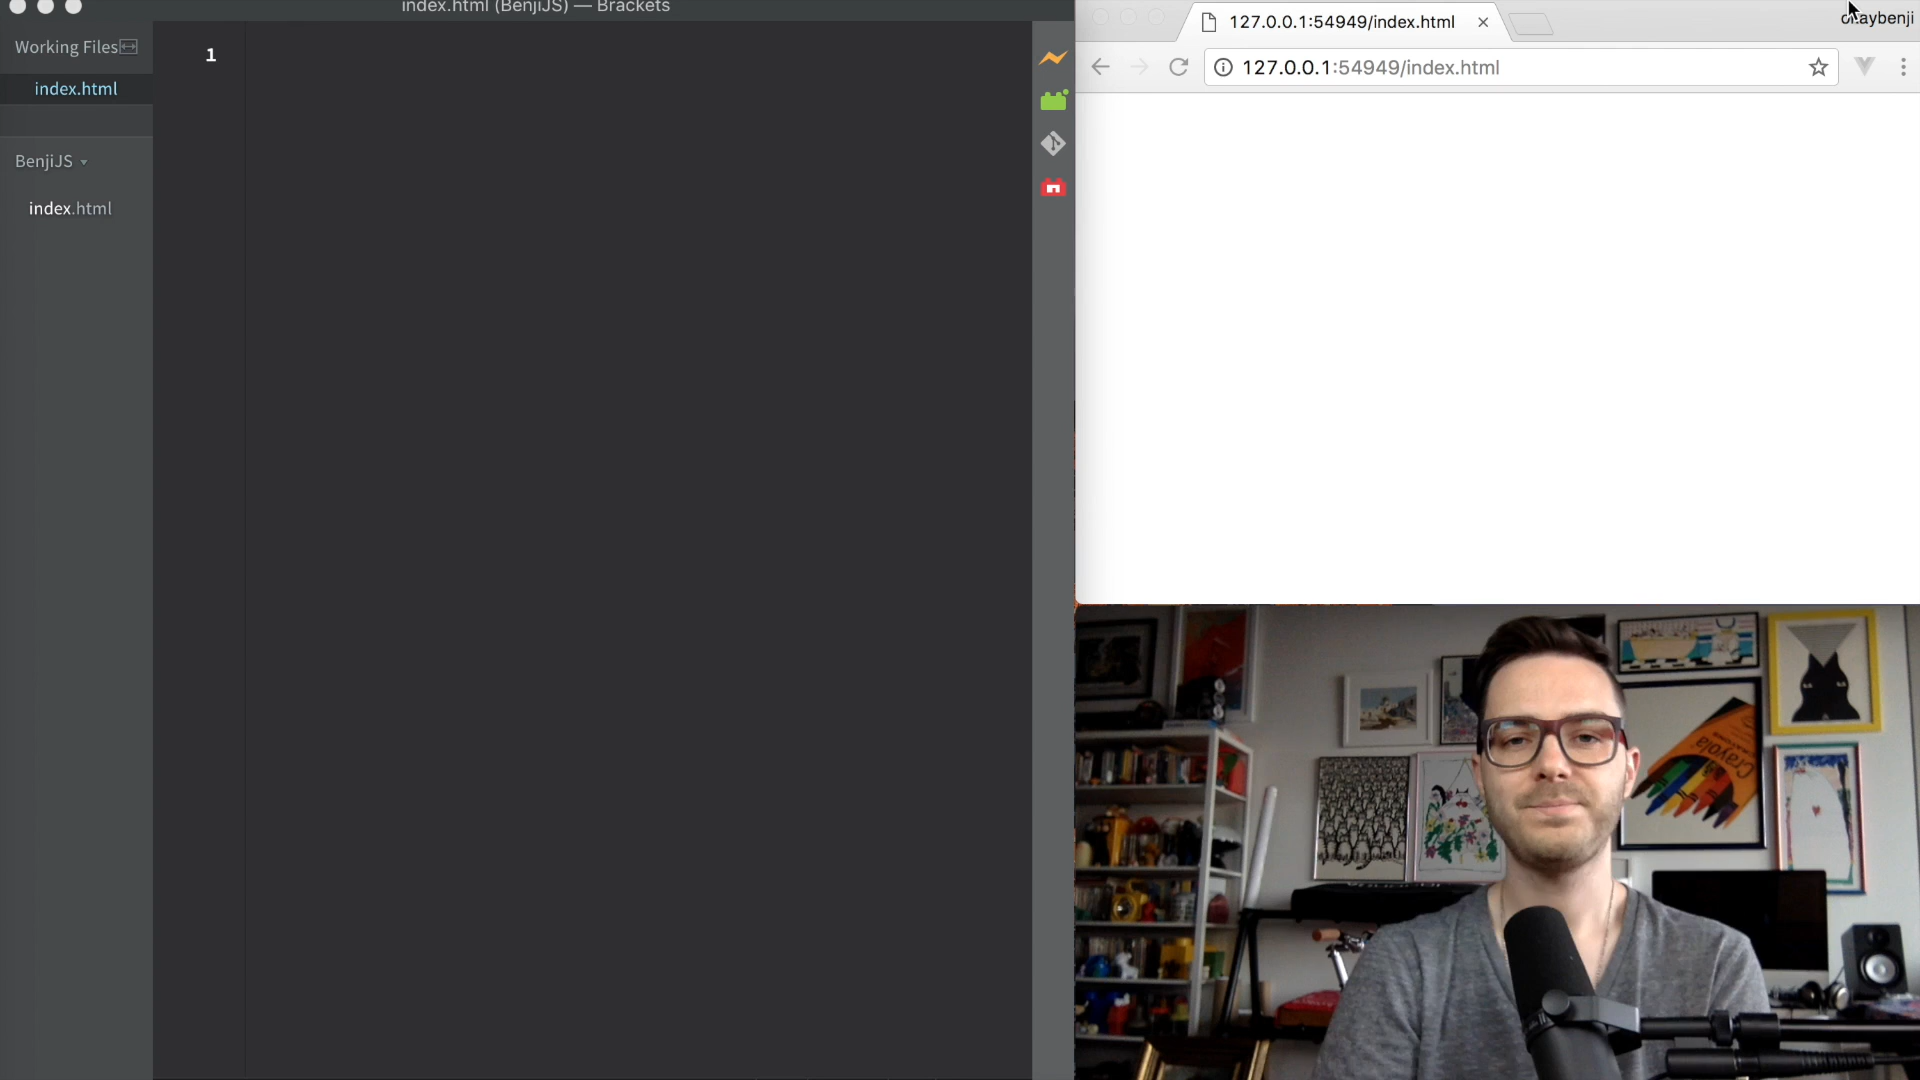 index.html (BenjiJS) — Brackets
Working Files
index.html
BenjiJS
index.html
1
127.0.0.1:54949/index.html
okaybenji
127.0.0.1:54949/index.html
Crayola